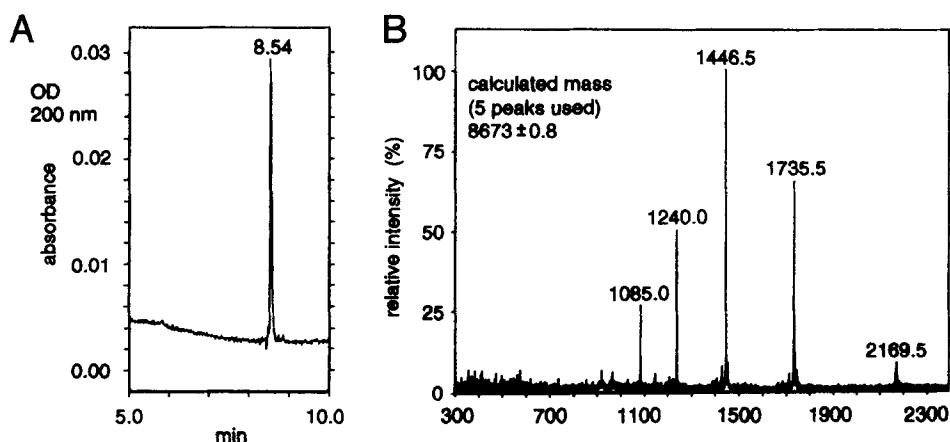 A
0.03
OD
200 nm
0.02
absorbance
0.01
0.00
8.54
5.0
10.0
min
B
100
75
50
25
0
relative intensity (%)
calculated mass
(5 peaks used)
8673 ± 0.8
1446.5
1735.5
1240.0
1085.0
2169.5
300
700
1100
1500
1900
2300